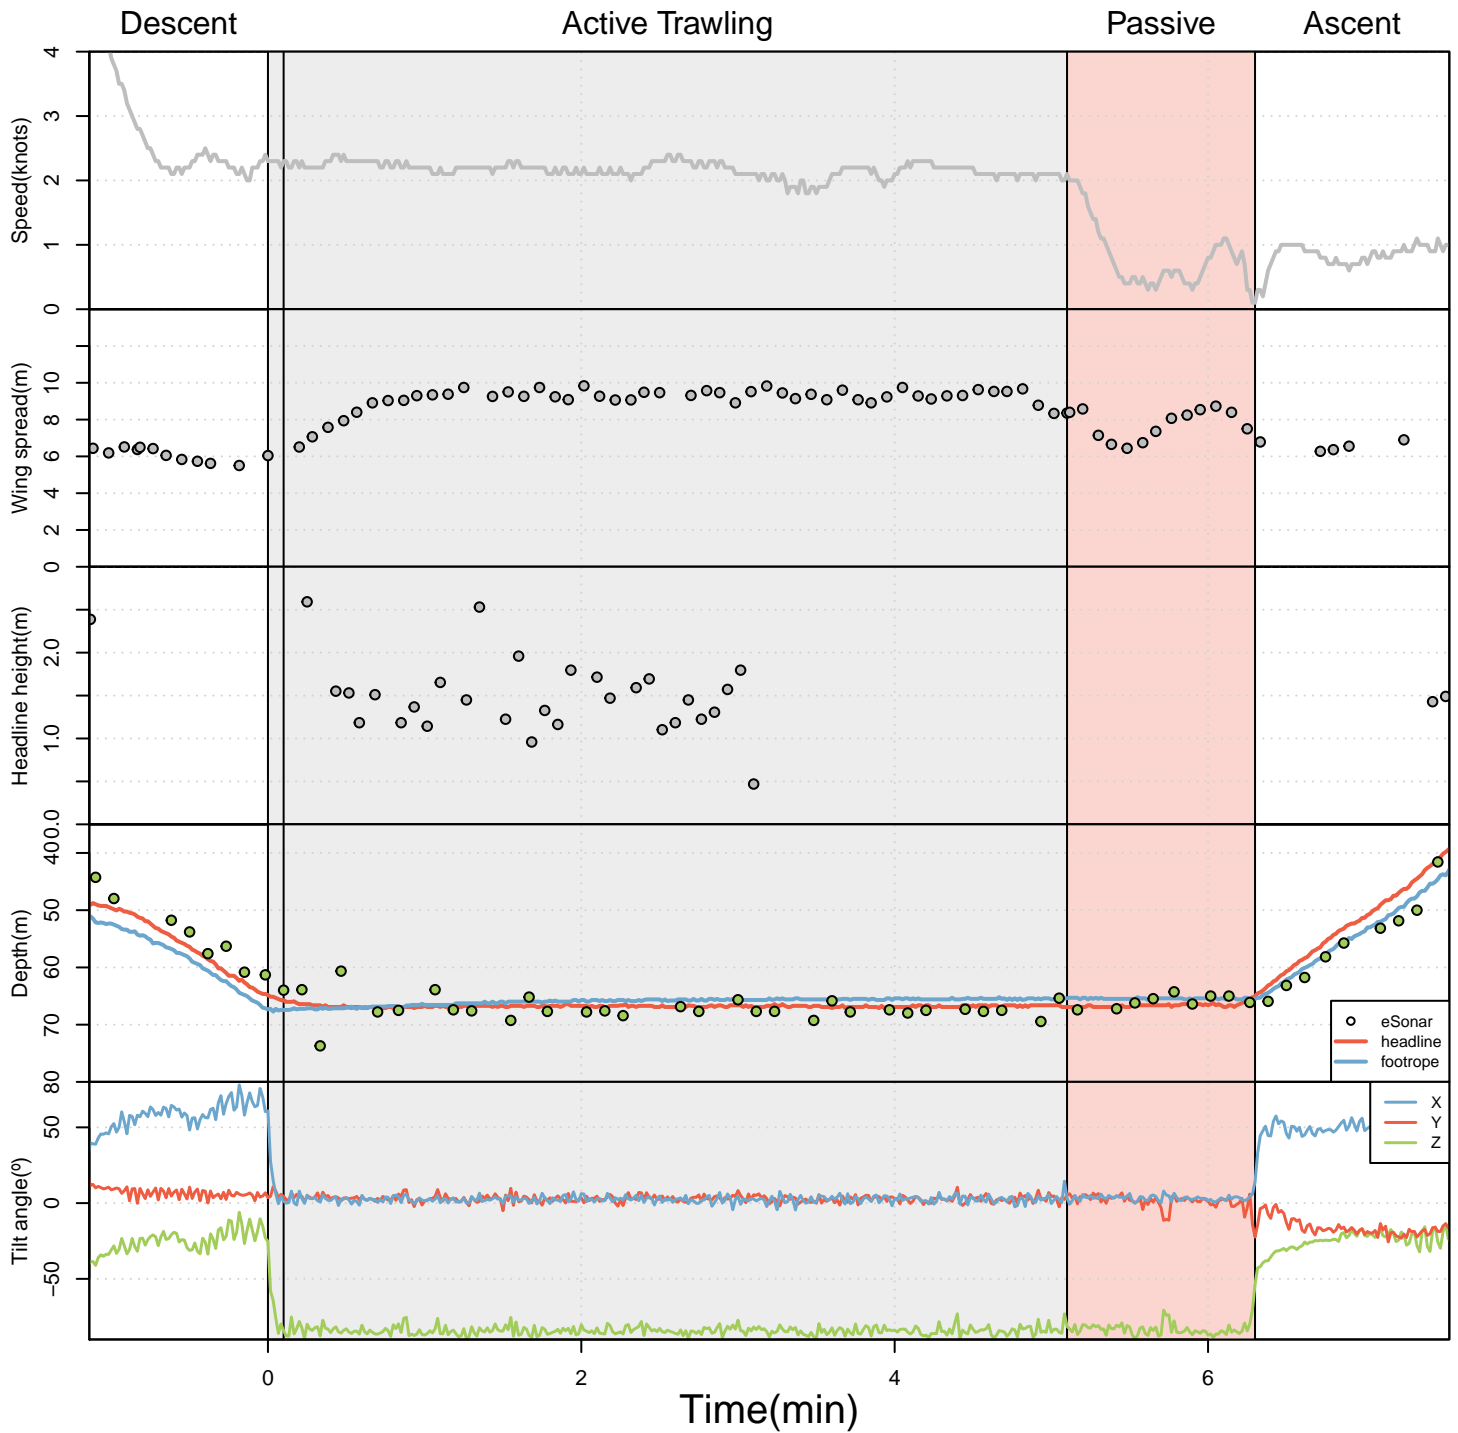 Descent Active Trawling Passive Ascent
Speed(knots)
4
3
2
1
0
Wing spread(m)
10
8
6
4
2
0
Headline height(m)
2.0
1.0
0.0
Depth(m)
40
50
60
70
80
eSonar
headline
footrope
Tilt angle(º)
50
0
−50
X
Y
Z
0 2 4 6
Time(min)